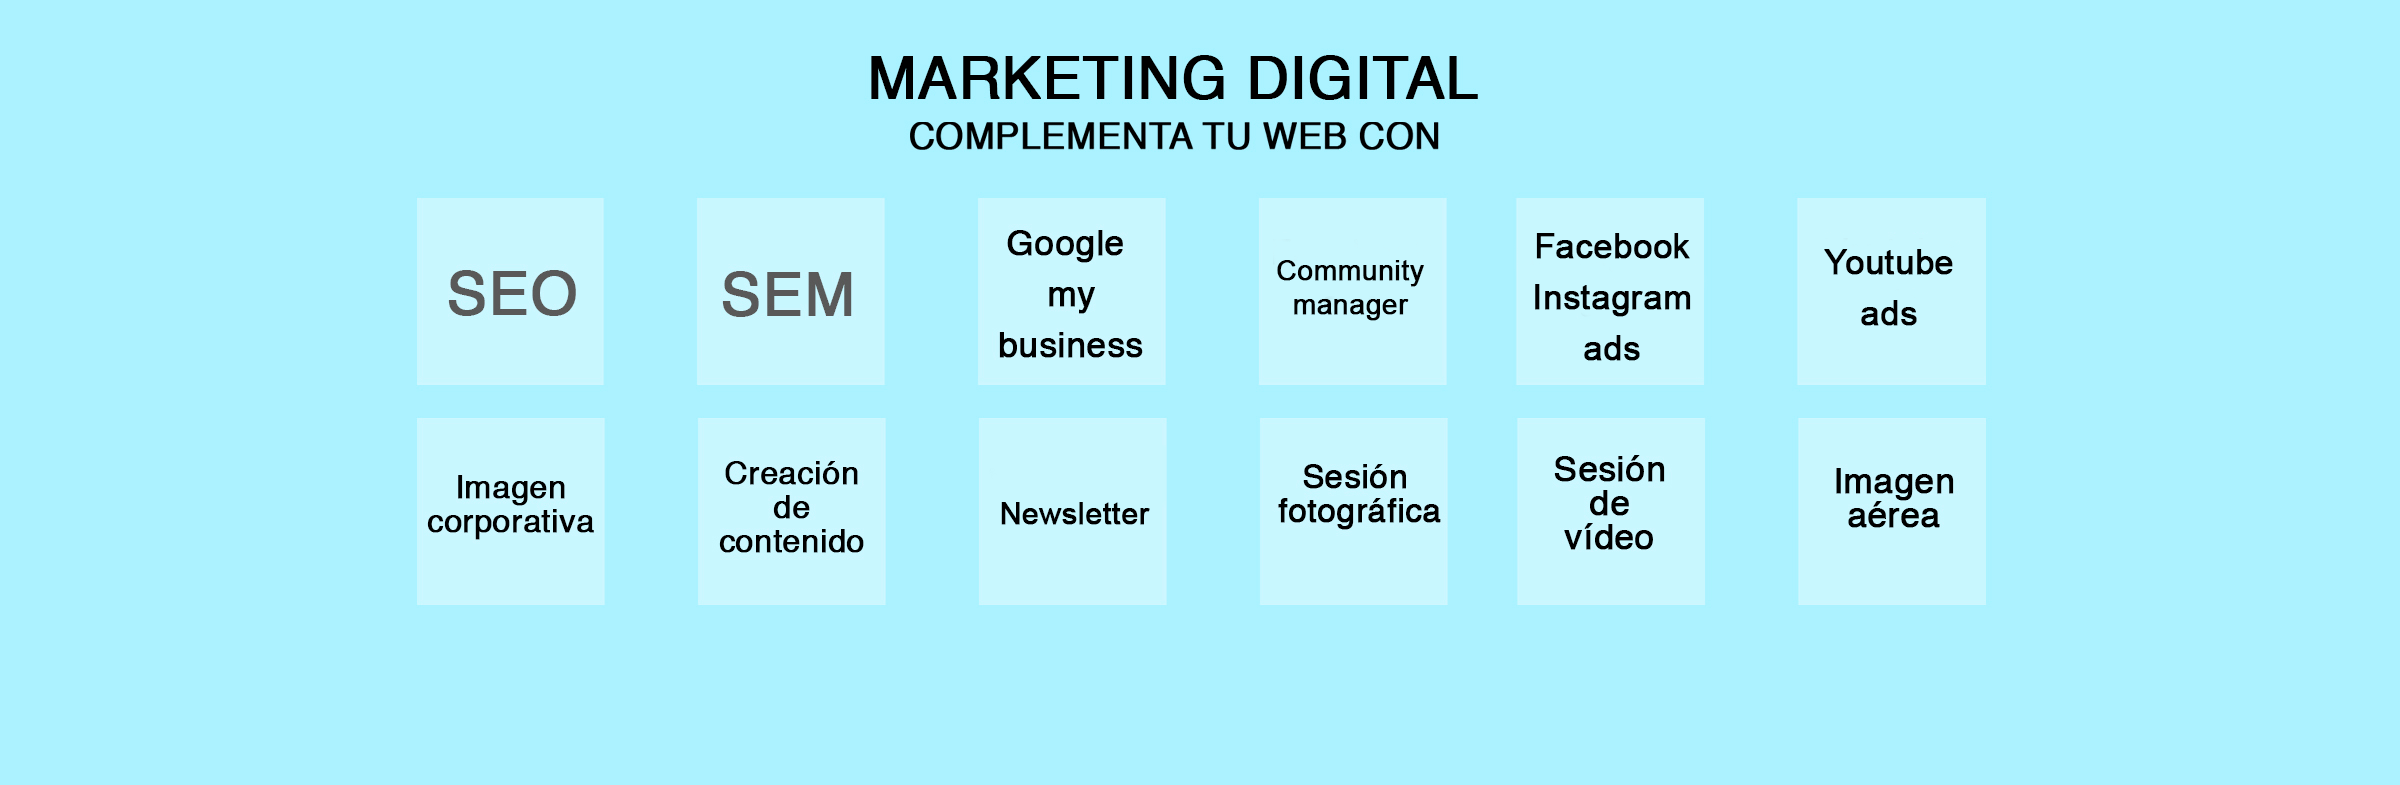 MARKETING DIGITAL
COMPLEMENTA TU WEB CON
SEO
SEM
Google
my
business
Community
manager
Facebook
Instagram
ads
Youtube
ads
Imagen
corporativa
Creación
de
contenido
Newsletter
Sesión
fotográfica
Sesión
de
vídeo
Imagen
aérea